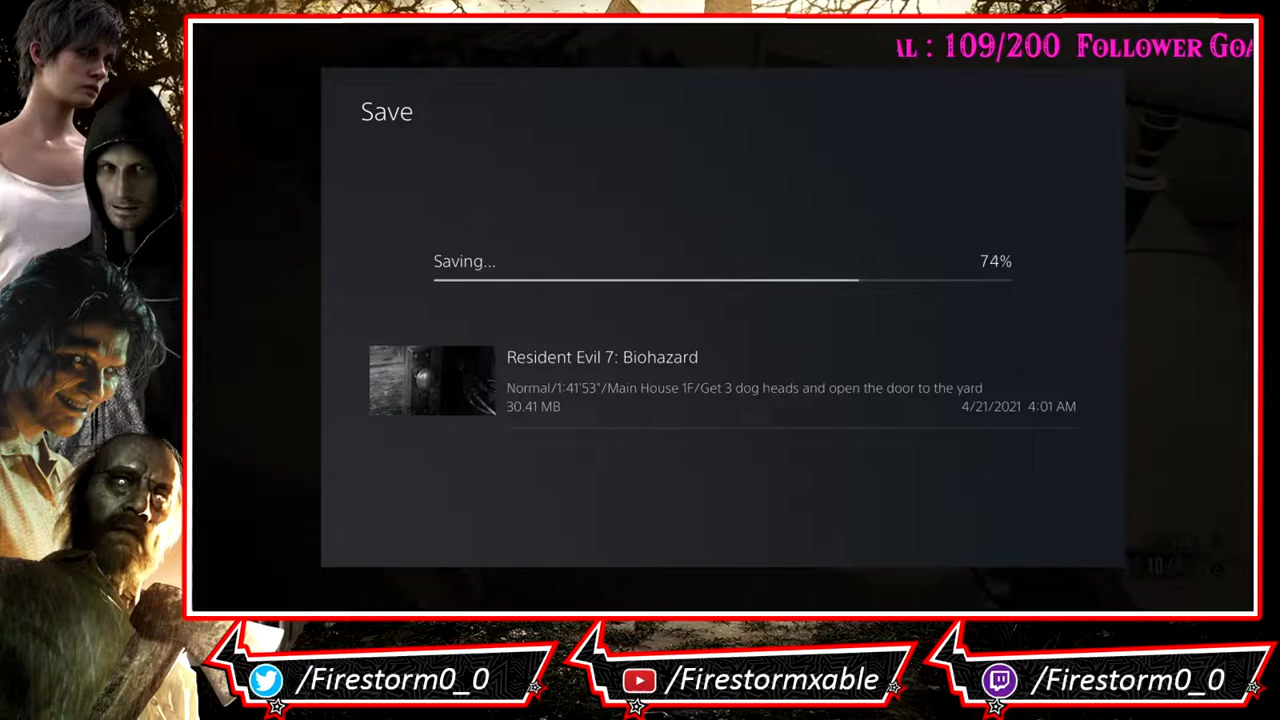 L : 109/200 Follower Goa
Save
Saving... 74%
Resident Evil 7: Biohazard
Normal/1:41'53"/Main House 1F/Get 3 dog heads and open the door to the yard
30.41 MB 4/21/2021 4:01 AM
/Firestorm0_0 /Firestormxable /Firestorm0_0